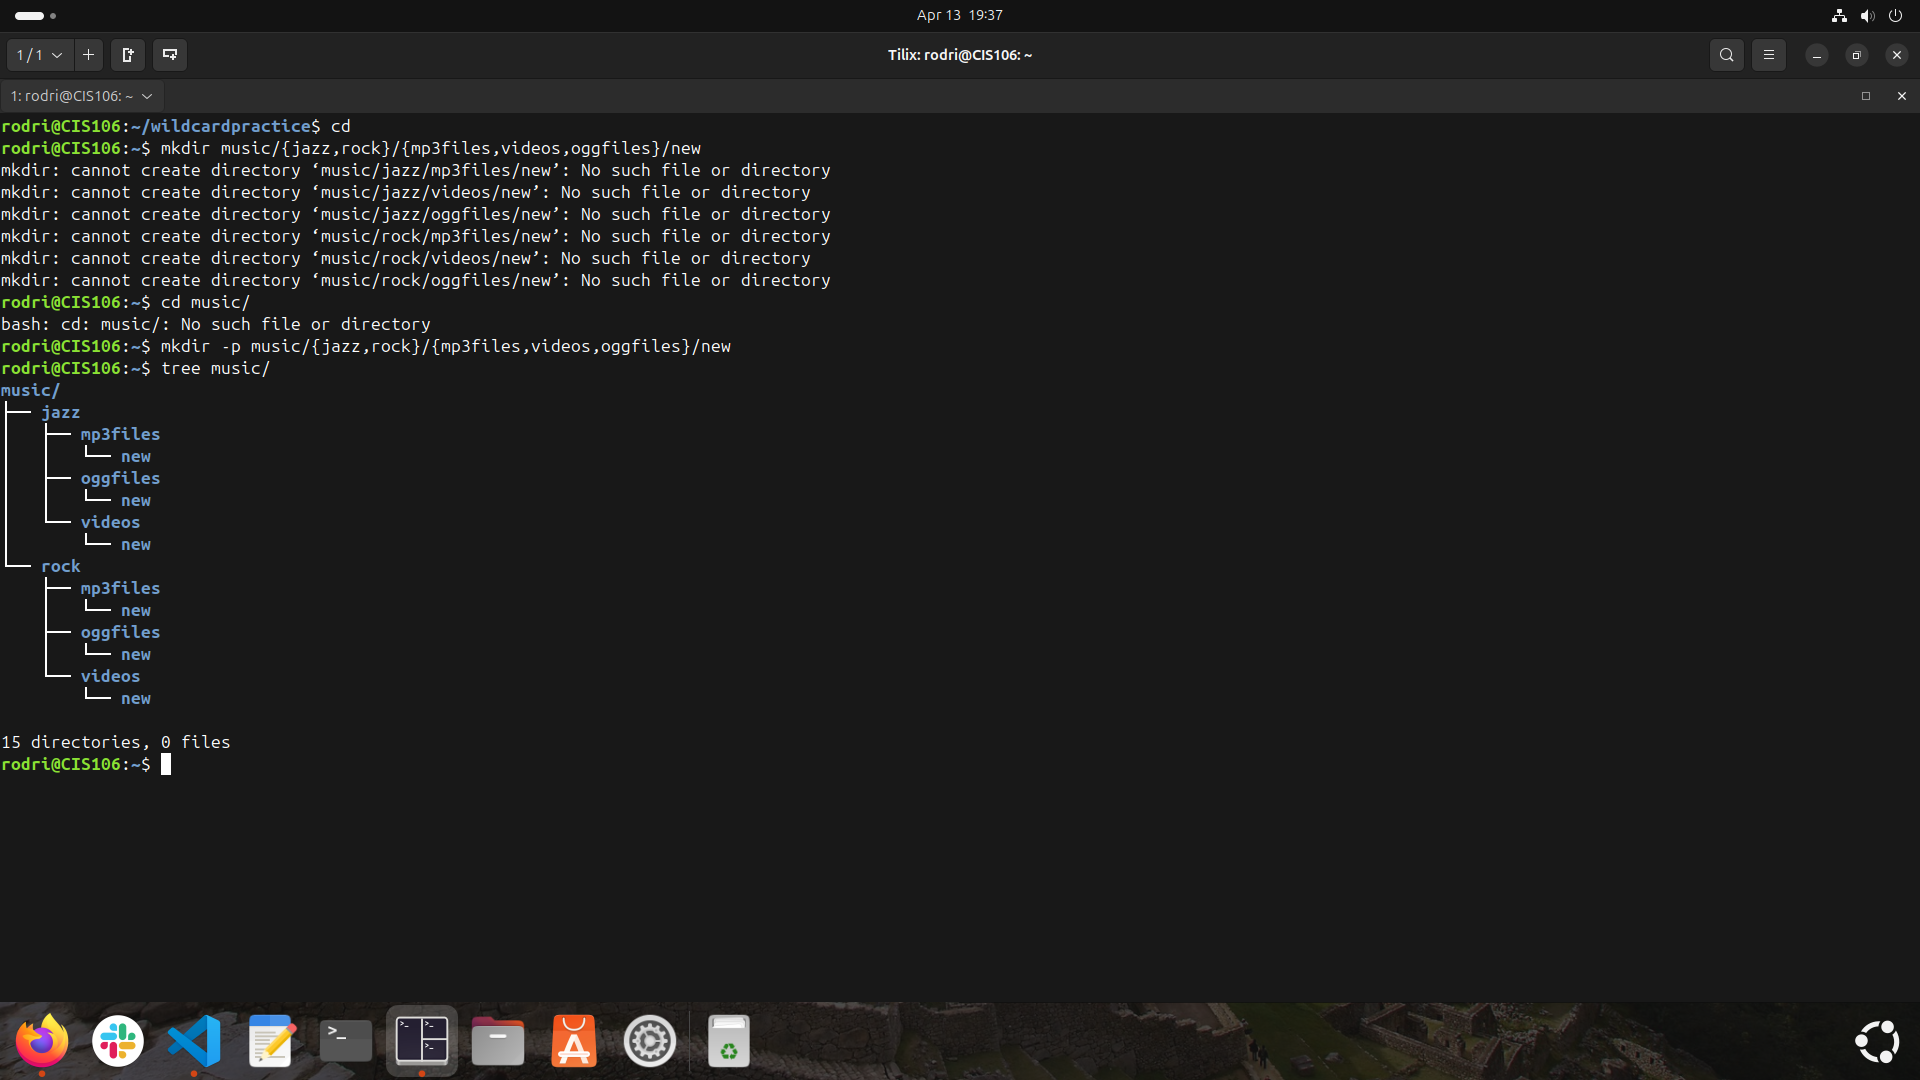 Apr 13 19:37
1 / 1
Tilix: rodri@CIS106: ~
1: rodri@CIS106: ~
rodri@CIS106:~/wildcardpractice$ cd
rodri@CIS106:~$ mkdir music/{jazz,rock}/{mp3files,videos,oggfiles}/new
mkdir: cannot create directory ‘music/jazz/mp3files/new’: No such file or directory
mkdir: cannot create directory ‘music/jazz/videos/new’: No such file or directory
mkdir: cannot create directory ‘music/jazz/oggfiles/new’: No such file or directory
mkdir: cannot create directory ‘music/rock/mp3files/new’: No such file or directory
mkdir: cannot create directory ‘music/rock/videos/new’: No such file or directory
mkdir: cannot create directory ‘music/rock/oggfiles/new’: No such file or directory
rodri@CIS106:~$ cd music/
bash: cd: music/: No such file or directory
rodri@CIS106:~$ mkdir -p music/{jazz,rock}/{mp3files,videos,oggfiles}/new
rodri@CIS106:~$ tree music/
music/
├── jazz
│   ├── mp3files
│   │   └── new
│   ├── oggfiles
│   │   └── new
│   └── videos
│       └── new
└── rock
    ├── mp3files
    │   └── new
    ├── oggfiles
    │   └── new
    └── videos
        └── new
15 directories, 0 files
rodri@CIS106:~$